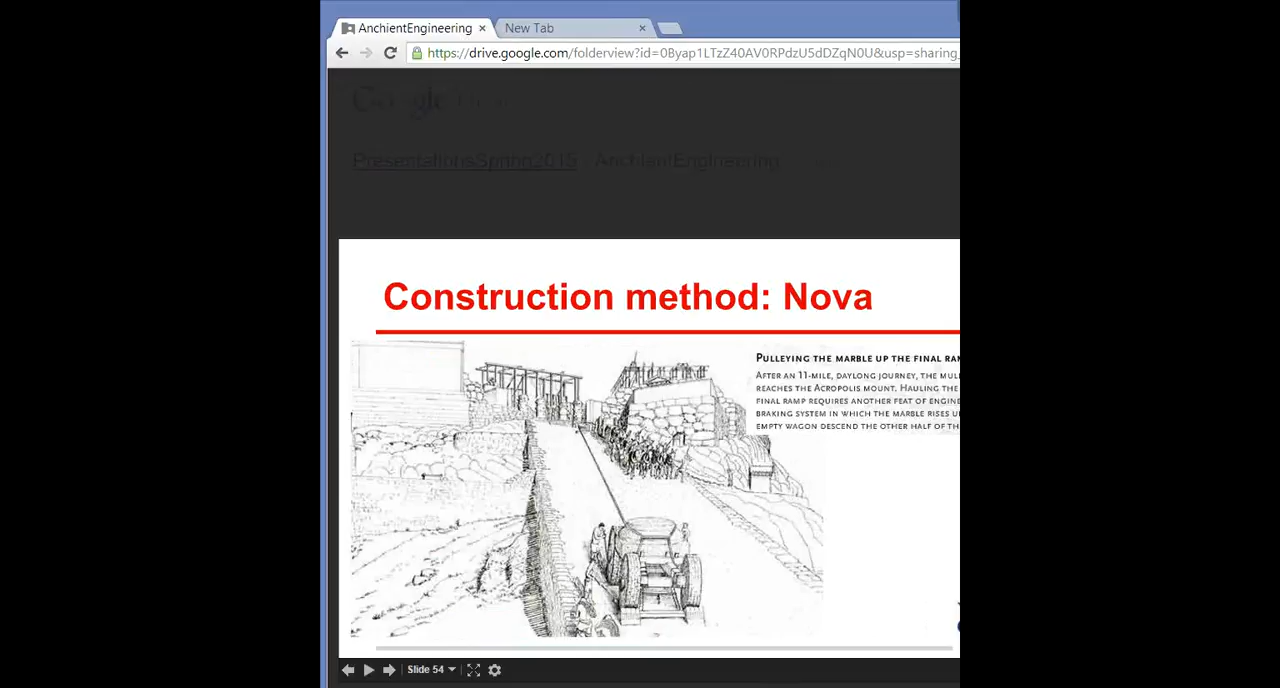 AnchientEngineering
New Tab
https://drive.google.com/folderview?id=0Byap1LTzZ40AV0RPdzU5dDZqN0U&usp=sharing
Google
PresentationsSpring2015 AnchientEngineering
Construction method: Nova
PULLEYING THE MARBLE UP THE FINAL
AFTER AN 11-MILE, DAYLONG JOURNEY, THE
REACHES THE ACROPOLIS MOUNT. HAULING THE
FINAL RAMP REQUIRES ANOTHER FEAT OF
BRAKING SYSTEM IN WHICH THE MARBLE RISES
EMPTY WAGON DESCEND THE OTHER HALF OF
Slide 54